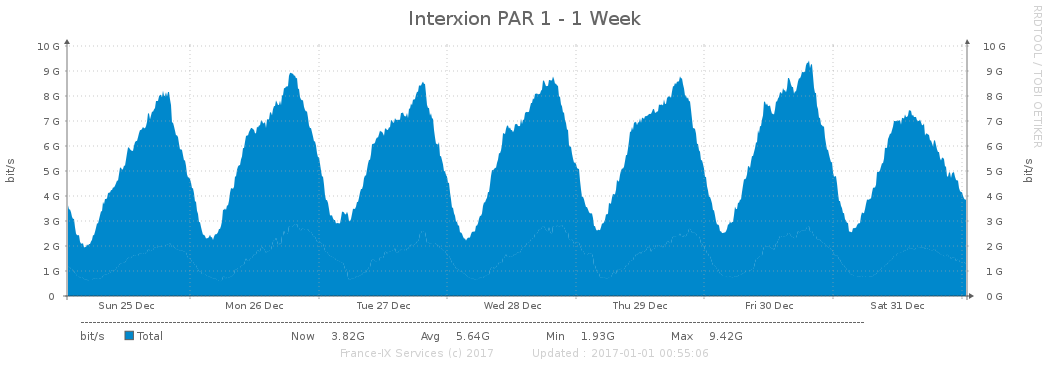 Interxion PAR 1 - 1 Week
RRDTOOL / TOBI OETIKER
bit/s
10 G 10 G
9 G 9 G
8 G 8 G
7 G 7 G
6 G 6 G
5 G 5 G
4 G 4 G
3 G 3 G
2 G 2 G
1 G 1 G
0 0 G
bit/s
Sun 25 Dec Mon 26 Dec Tue 27 Dec Wed 28 Dec Thu 29 Dec Fri 30 Dec Sat 31 Dec
bit/s Total Now 3.82G Avg 5.64G Min 1.93G Max 9.42G
France-IX Services (c) 2017 Updated : 2017-01-01 00:55:06